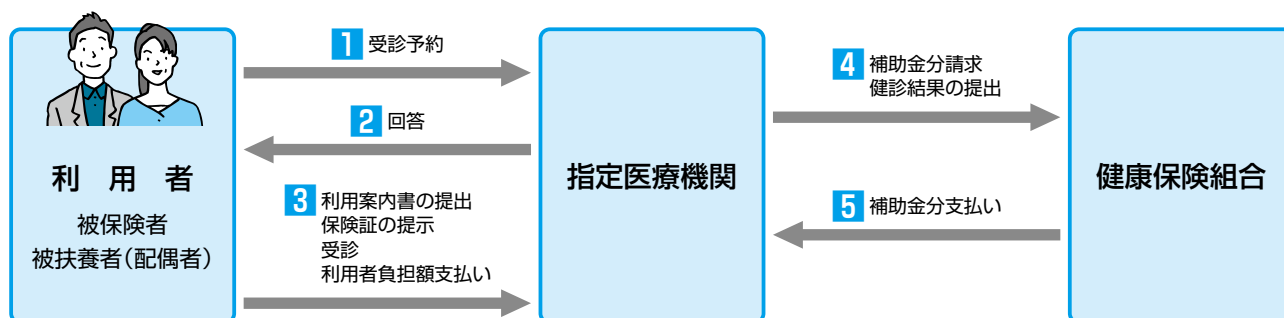 1 受診予約
2 回答
3 利用案内書の提出
保険証の提示
受診
利用者負担額支払い
4 補助金分請求
健診結果の提出
5 補助金分支払い
利 用 者
被保険者
被扶養者(配偶者)
指定医療機関
健康保険組合